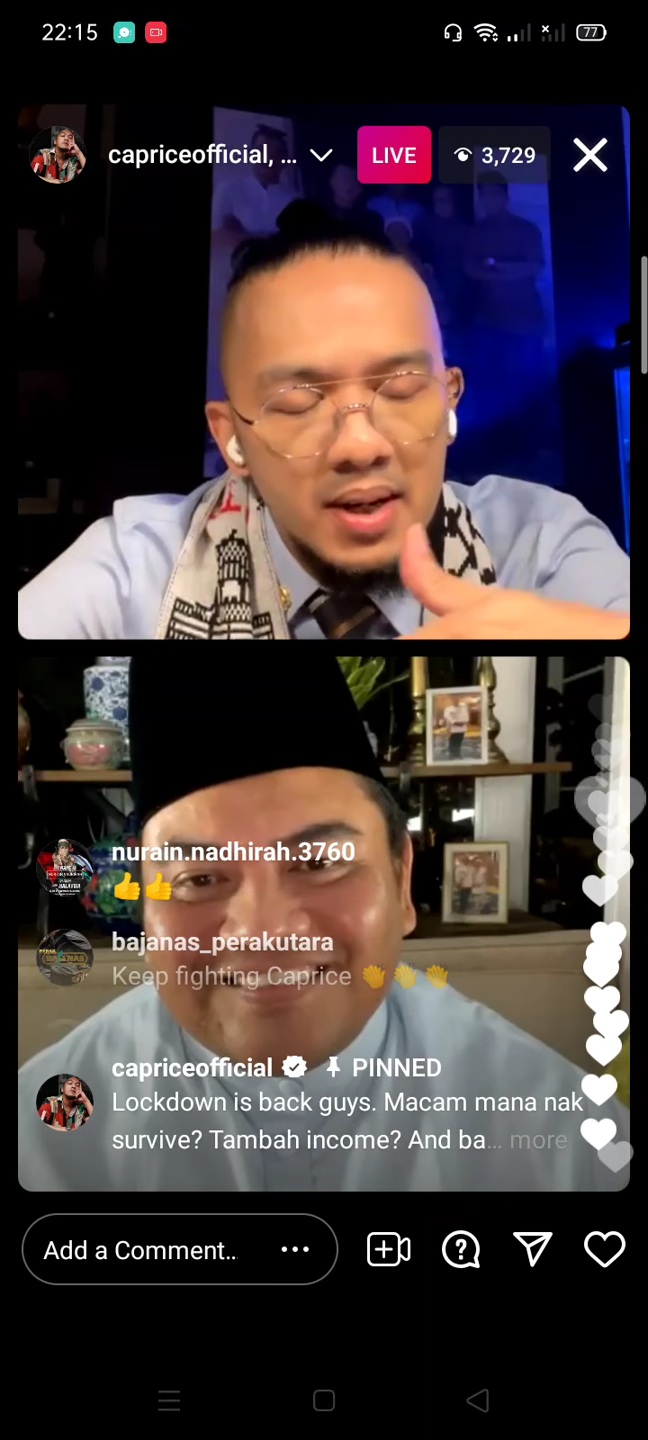 22:15
77
capriceofficial, ...
LIVE
3,729
nurain.nadhirah.3760
👍👍
bajanas_perakutara
Keep fighting Caprice 👏👏👏
capriceofficial PINNED
Lockdown is back guys. Macam mana nak
survive? Tambah income? And ba... more
Add a Comment..